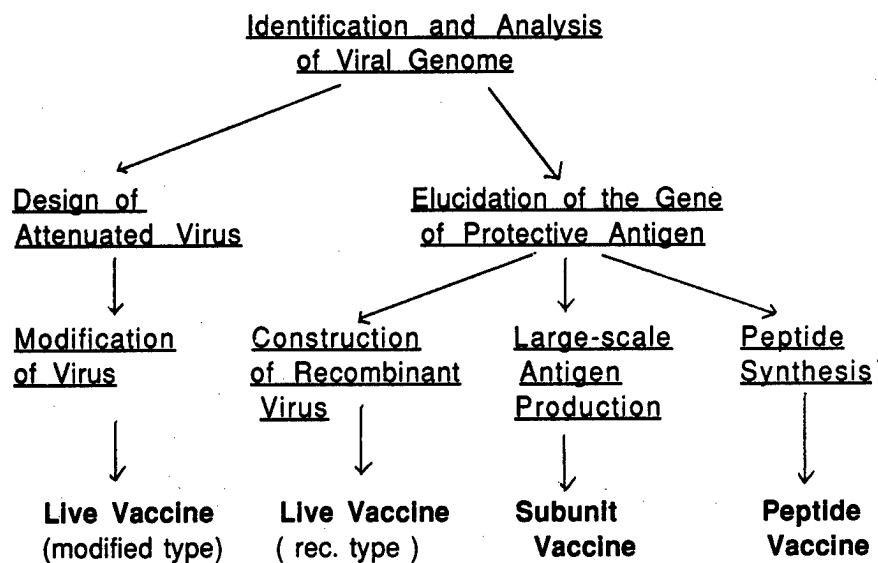 Identification and Analysis
of Viral Genome
Design of
Attenuated Virus
Elucidation of the Gene
of Protective Antigen
Modification
of Virus
Construction
of Recombinant
Virus
Large-scale
Antigen
Production
Peptide
Synthesis
Live Vaccine
(modified type)
Live Vaccine
( rec. type )
Subunit
Vaccine
Peptide
Vaccine